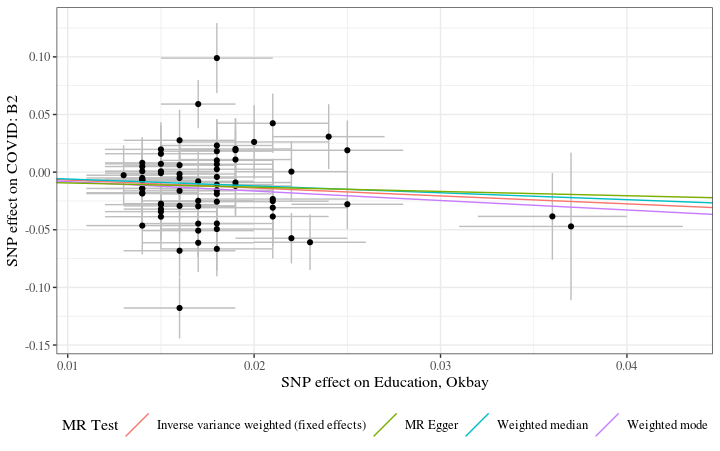 0.10
0.05
0.00
-0.05
-0.10
-0.15
SNP effect on COVID: B2
0.01 0.02 0.03 0.04
SNP effect on Education, Okbay
MR Test Inverse variance weighted (fixed effects) MR Egger Weighted median Weighted mode